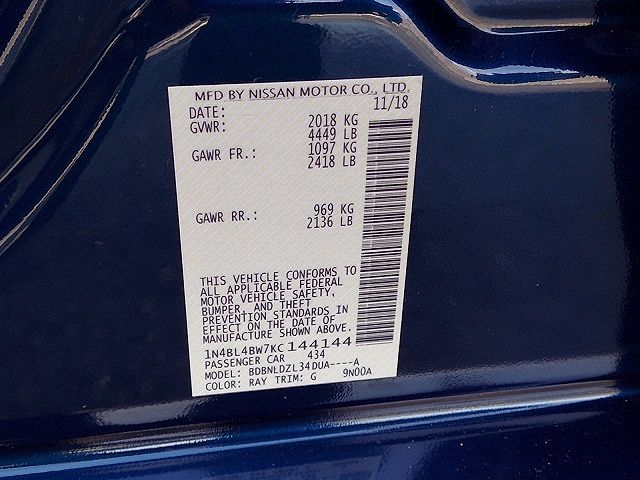 MFD BY NISSAN MOTOR CO., LTD.
DATE: 11/18
GVWR: 2018 KG
4449 LB
GAWR FR.: 1097 KG
2418 LB
GAWR RR.: 969 KG
2136 LB
THIS VEHICLE CONFORMS TO
ALL APPLICABLE FEDERAL
MOTOR VEHICLE SAFETY,
BUMPER, AND THEFT
PREVENTION STANDARDS IN
EFFECT ON THE DATE OF
MANUFACTURE SHOWN ABOVE.
1N4BL4BW7KC144144
PASSENGER CAR 434
MODEL: BDBNLDZL34DUA----A
COLOR: RAY TRIM: G 9N00A